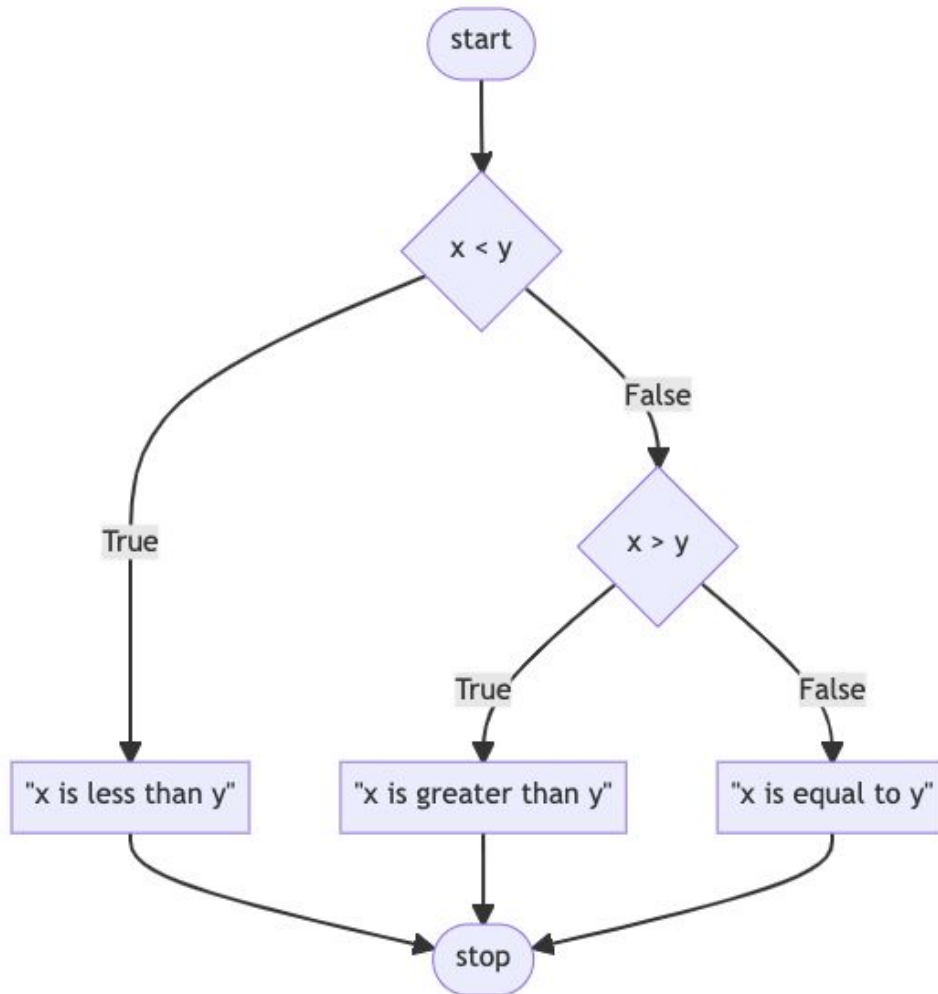 start
x < y
False
True
x > y
True
False
"x is less than y"
"x is greater than y"
"x is equal to y"
stop